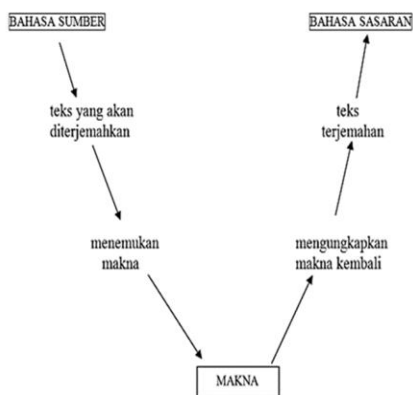 BAHASA SUMBER
BAHASA SASARAN
teks yang akan
diterjemahkan
teks
terjemahan
menemukan
makna
mengungkapkan
makna kembali
MAKNA